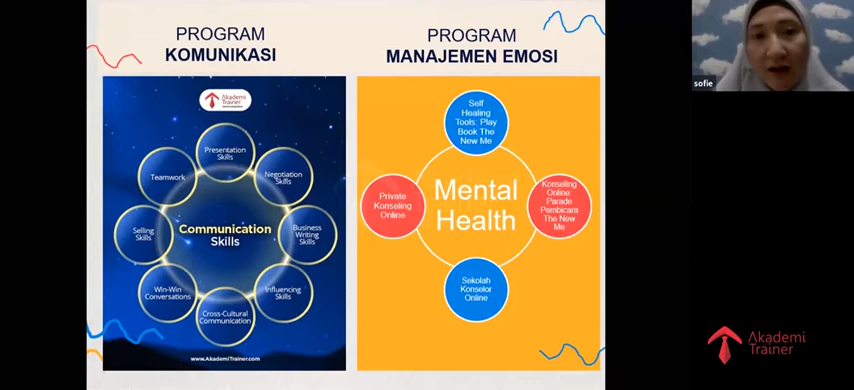 PROGRAM
KOMUNIKASI
Akademi
Trainer
Presentation
Skills
Negotiation
Skills
Business
Writing
Skills
Influencing
Skills
Cross-Cultural
Communication
Win-Win
Conversations
Selling
Skills
Teamwork
Communication
Skills
www.AkademiTrainer.com
PROGRAM
MANAJEMEN EMOSI
Self
Healing
Tools: Play
Book The
New Me
Konseling
Online:
Parade
Pembicara
The New
Me
Sekolah
Konselor
Online
Private
Konseling
Online
Mental
Health
sofie
Akademi
Trainer